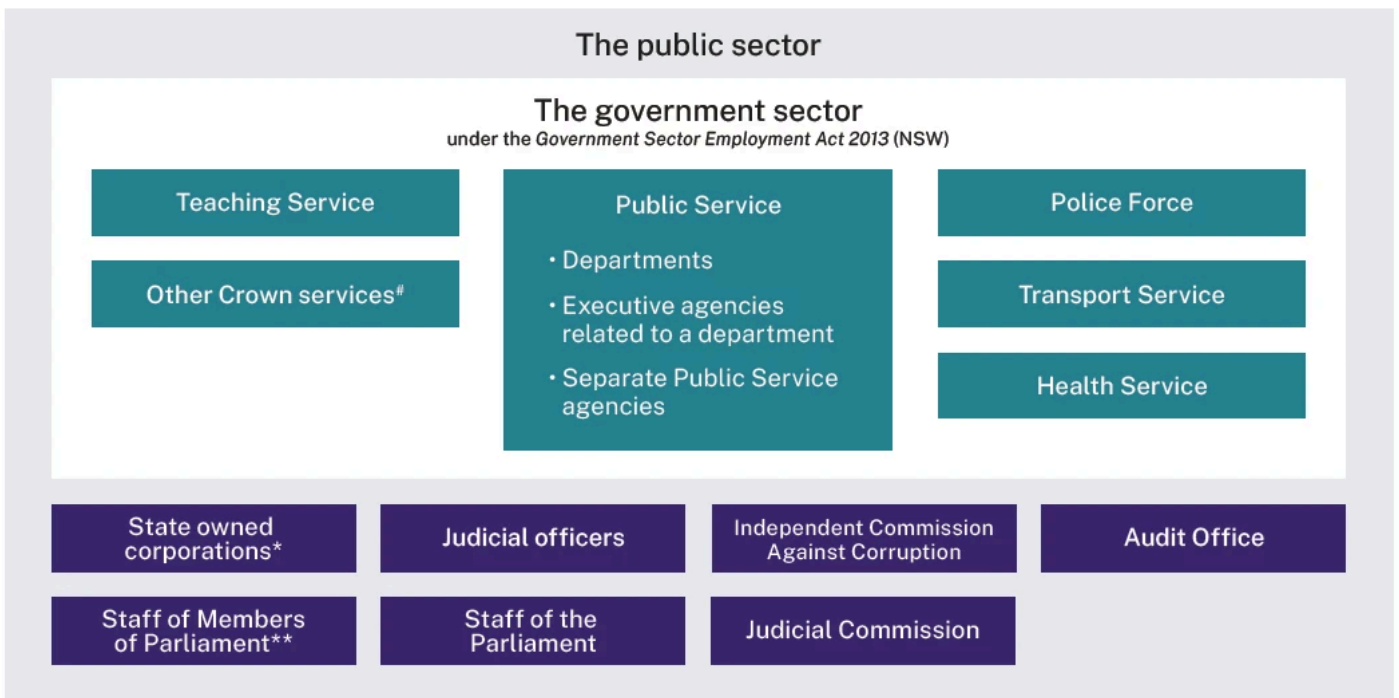 The public sector
The government sector
under the Government Sector Employment Act 2013 (NSW)
Teaching Service
Other Crown services#
Public Service
• Departments
• Executive agencies
related to a department
• Separate Public Service
agencies
Police Force
Transport Service
Health Service
State owned
corporations*
Judicial officers
Independent Commission
Against Corruption
Audit Office
Staff of Members
of Parliament**
Staff of the
Parliament
Judicial Commission